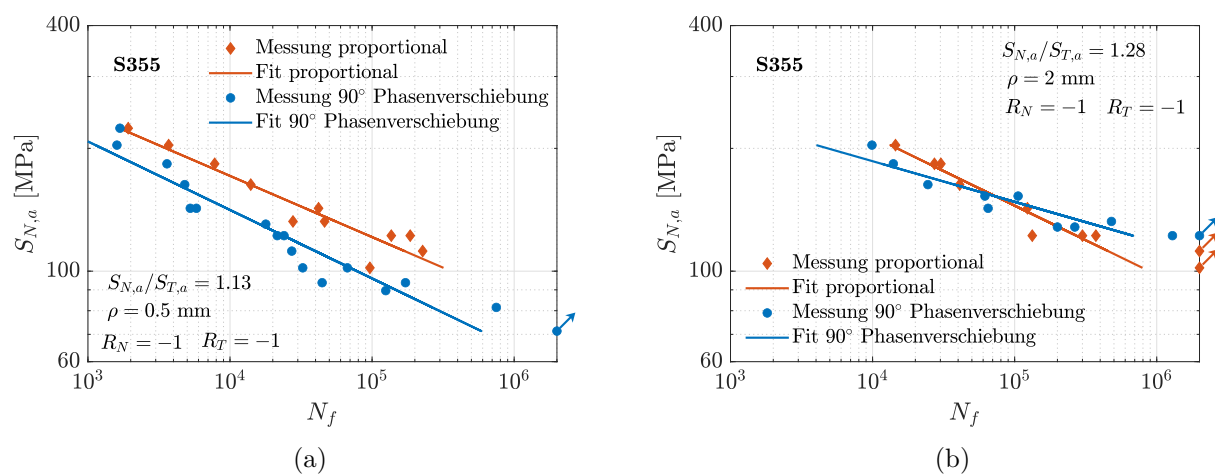 400
S355
Messung proportional
Fit proportional
Messung 90° Phasenverschiebung
Fit 90° Phasenverschiebung
200
S_{N,a} [MPa]
100
S_{N,a}/S_{T,a} = 1.13
ρ = 0.5 mm
R_N = −1 R_T = −1
60
10^3 10^4 10^5 10^6
N_f
(a)
400
S355
S_{N,a}/S_{T,a} = 1.28
ρ = 2 mm
R_N = −1 R_T = −1
200
S_{N,a} [MPa]
100
Messung proportional
Fit proportional
Messung 90° Phasenverschiebung
Fit 90° Phasenverschiebung
60
10^3 10^4 10^5 10^6
N_f
(b)